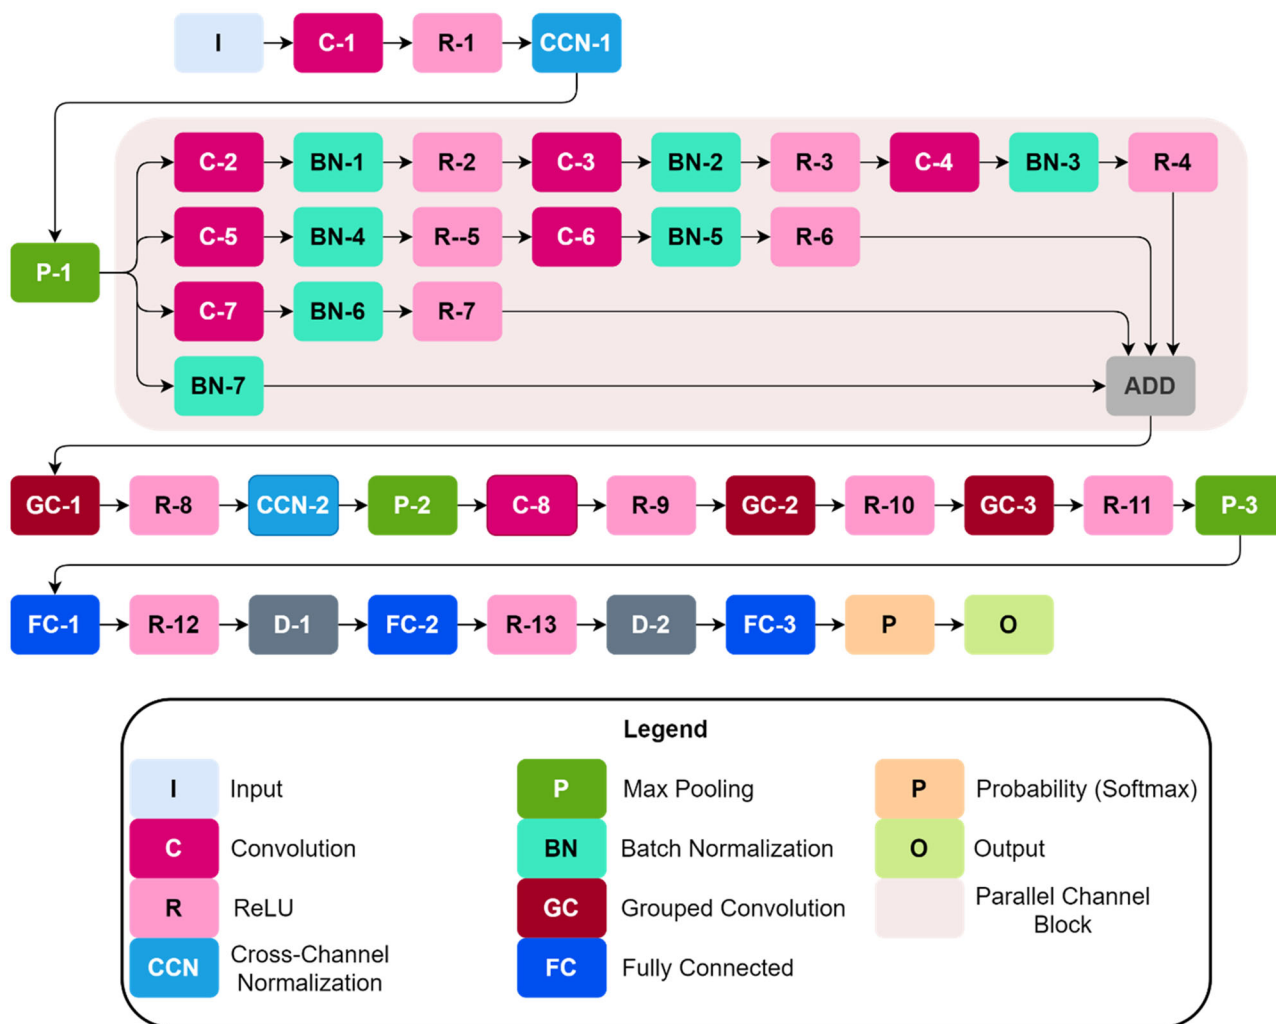 I C-1 R-1 CCN-1
C-2 BN-1 R-2 C-3 BN-2 R-3 C-4 BN-3 R-4
C-5 BN-4 R--5 C-6 BN-5 R-6
P-1
C-7 BN-6 R-7
BN-7 ADD
GC-1 R-8 CCN-2 P-2 C-8 R-9 GC-2 R-10 GC-3 R-11 P-3
FC-1 R-12 D-1 FC-2 R-13 D-2 FC-3 P O
Legend
I Input
C Convolution
R ReLU
CCN Cross-Channel
Normalization
P Max Pooling
BN Batch Normalization
GC Grouped Convolution
FC Fully Connected
P Probability (Softmax)
O Output
Parallel Channel
Block